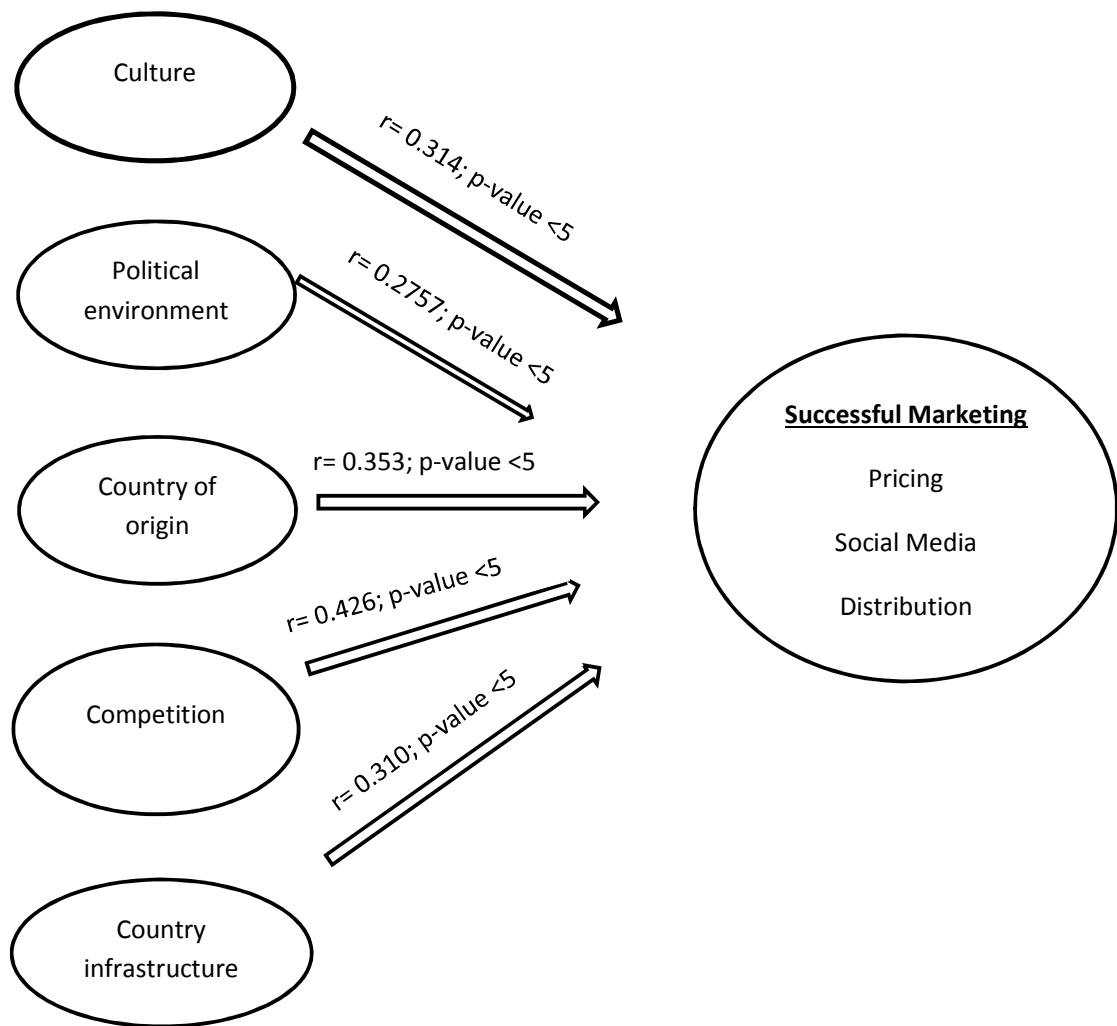 Culture
r= 0.314; p-value <5
Political
environment
r= 0.2757; p-value <5
Country of
origin
r= 0.353; p-value <5
Competition
r= 0.426; p-value <5
Country
infrastructure
r= 0.310; p-value <5
Successful Marketing
Pricing
Social Media
Distribution